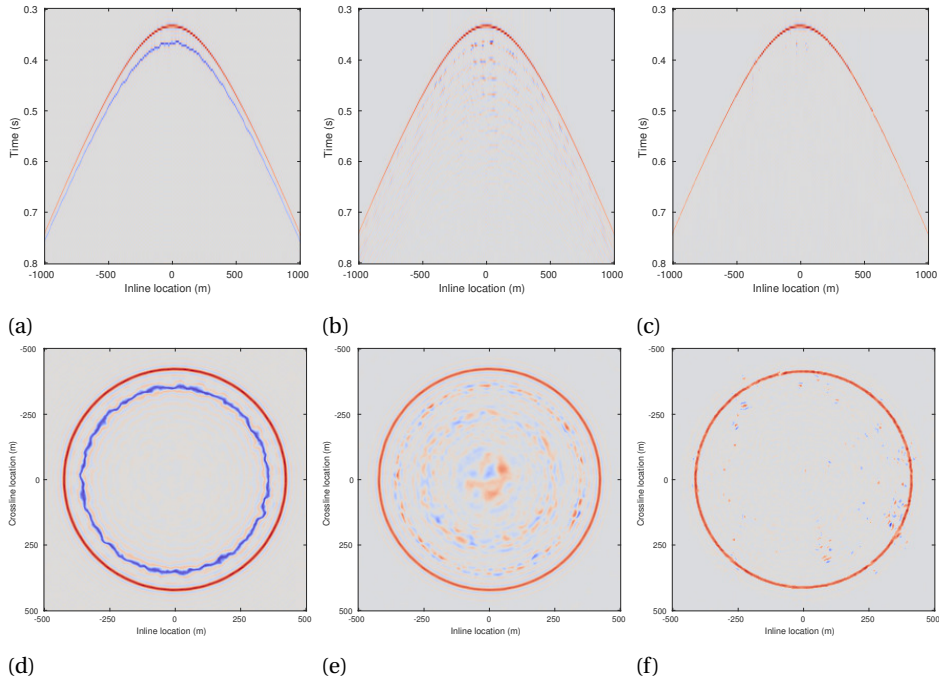 0.3
0.4
0.5
0.6
0.7
0.8
Time (s)
-1000 -500 0 500 1000
Inline location (m)
(a)
0.3
0.4
0.5
0.6
0.7
0.8
Time (s)
-1000 -500 0 500 1000
Inline location (m)
(b)
0.3
0.4
0.5
0.6
0.7
0.8
Time (s)
-1000 -500 0 500 1000
Inline location (m)
(c)
-500
-250
0
250
500
Crossline location (m)
-500 -250 0 250 500
Inline location (m)
(d)
-500
-250
0
250
500
Crossline location (m)
-500 -250 0 250 500
Inline location (m)
(e)
-500
-250
0
250
500
Crossline location (m)
-500 -250 0 250 500
Inline location (m)
(f)